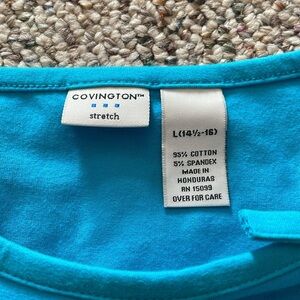 COVINGTON™
stretch
L(14½-16)
95% COTTON
5% SPANDEX
MADE IN
HONDURAS
RN 15099
OVER FOR CARE